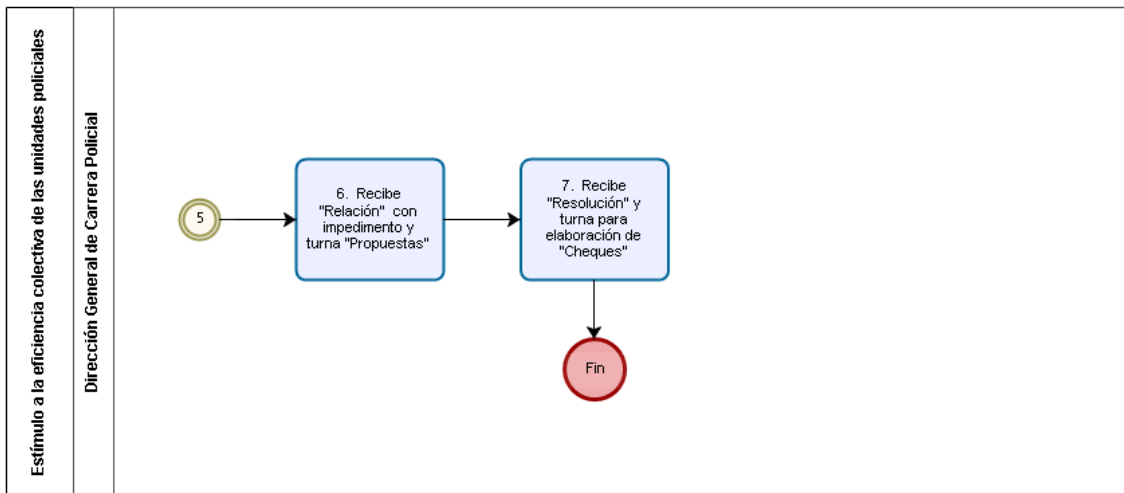 Estímulo a la eficiencia colectiva de las unidades policiales
Dirección General de Carrera Policial
5
6. Recibe
"Relación" con
impedimento y
turna "Propuestas"
7. Recibe
"Resolución" y
turna para
elaboración de
"Cheques"
Fin